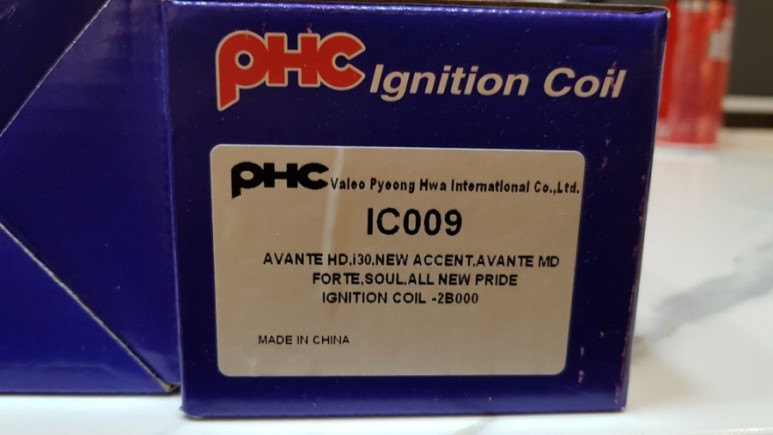 PHC Ignition Coil
PHC Valeo Pyeong Hwa International Co.,Ltd.
IC009
AVANTE HD,i30,NEW ACCENT,AVANTE MD
FORTE,SOUL,ALL NEW PRIDE
IGNITION COIL -2B000
MADE IN CHINA